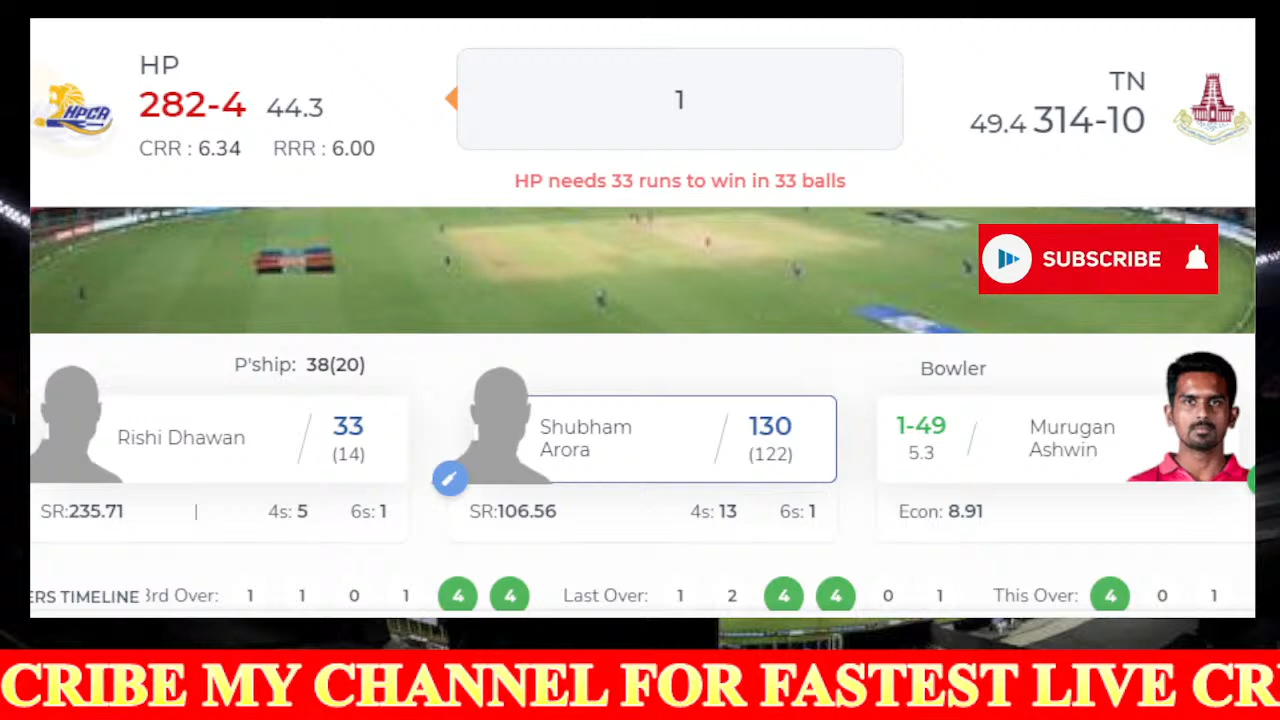 HP
282-4 44.3
CRR : 6.34 RRR : 6.00
1
HP needs 33 runs to win in 33 balls
TN
49.4 314-10
HPCA
SUBSCRIBE
P'ship: 38(20)
Rishi Dhawan
33
(14)
SR:235.71 | 4s: 5 6s: 1
Shubham
Arora
130
(122)
SR:106.56 4s: 13 6s: 1
Bowler
1-49
5.3
Murugan
Ashwin
Econ: 8.91
ERS TIMELINE 3rd Over: 1 1 0 1 4 4 Last Over: 1 2 4 4 0 1 This Over: 4 0 1
CRIBE MY CHANNEL FOR FASTEST LIVE CRI